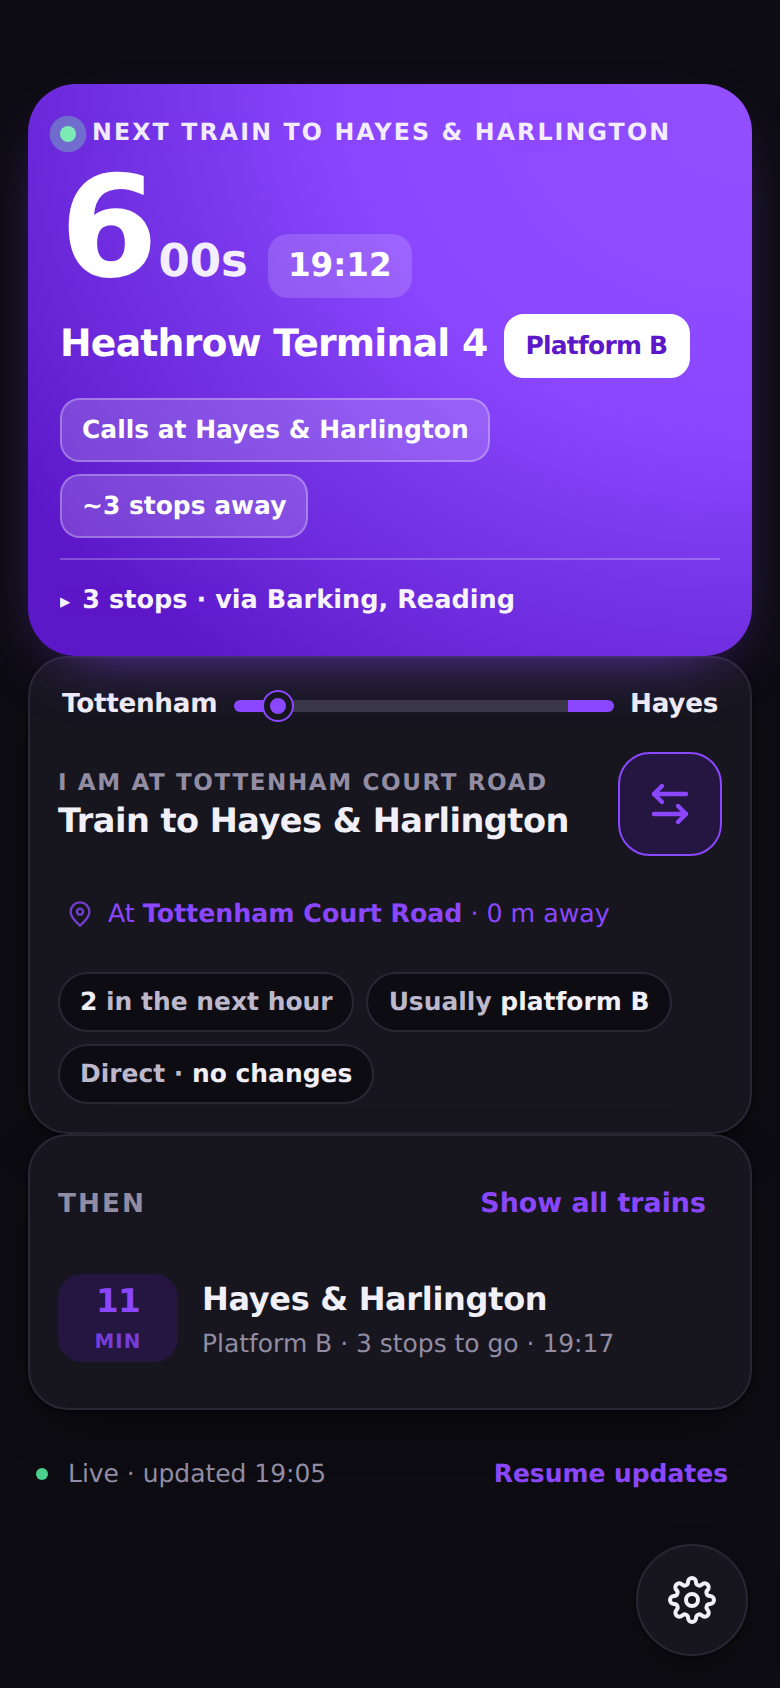 NEXT TRAIN TO HAYES & HARLINGTON
6 00s 19:12
Heathrow Terminal 4 Platform B
Calls at Hayes & Harlington
~3 stops away
▸ 3 stops · via Barking, Reading
Tottenham Hayes
I AM AT TOTTENHAM COURT ROAD
Train to Hayes & Harlington
At Tottenham Court Road · 0 m away
2 in the next hour Usually platform B
Direct · no changes
THEN Show all trains
11 MIN
Hayes & Harlington
Platform B · 3 stops to go · 19:17
Live · updated 19:05 Resume updates